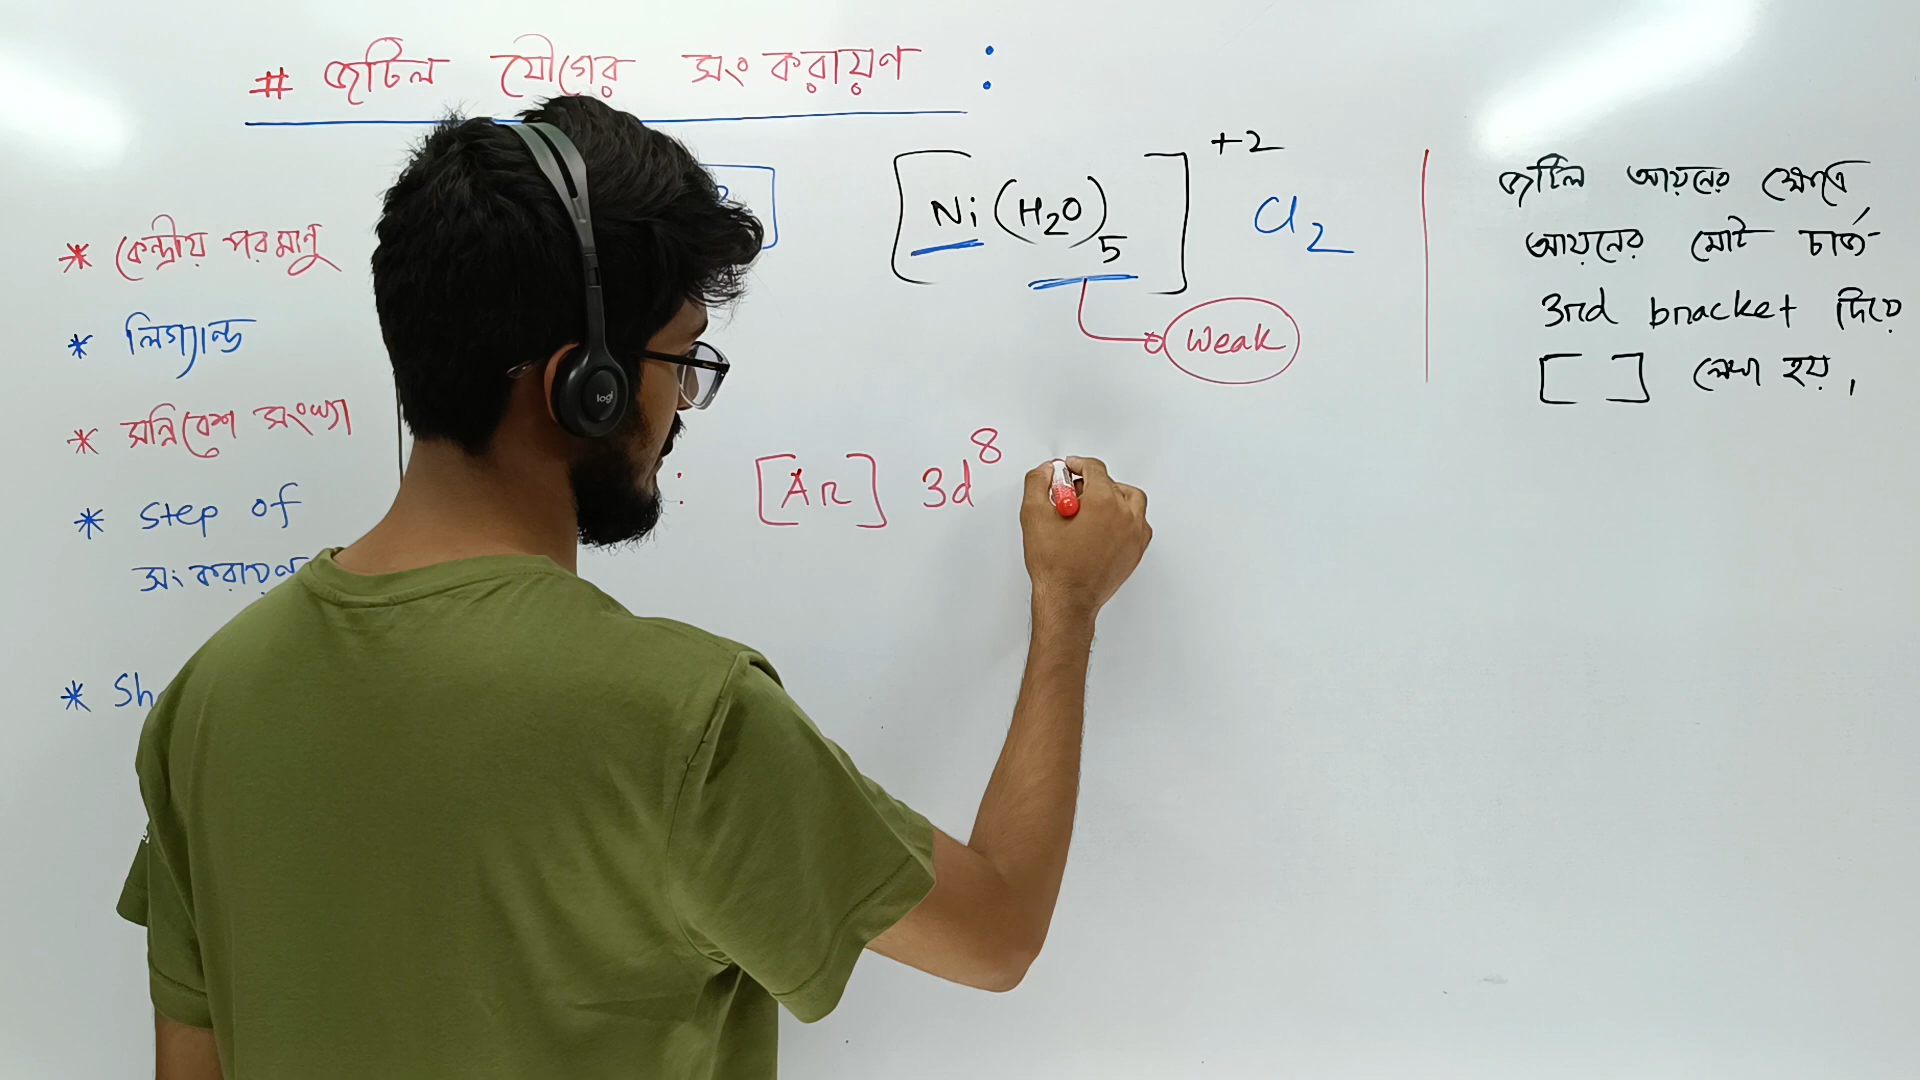 # জটিল যৌগের সংকরায়ণ :
* কেন্দ্রীয় পরমাণু
* লিগ্যান্ড
* সন্নিবেশ সংখ্যা
* Step of
সংকরায়ণ
* Sh
[Ni(H₂O)₅]⁺² Cl₂
Weak
: [Ar] 3d⁸
জটিল আয়নের ক্ষেত্রে
আয়নের মোট চার্জ
3rd bracket দিয়ে
[ ] লেখা হয়।
logi